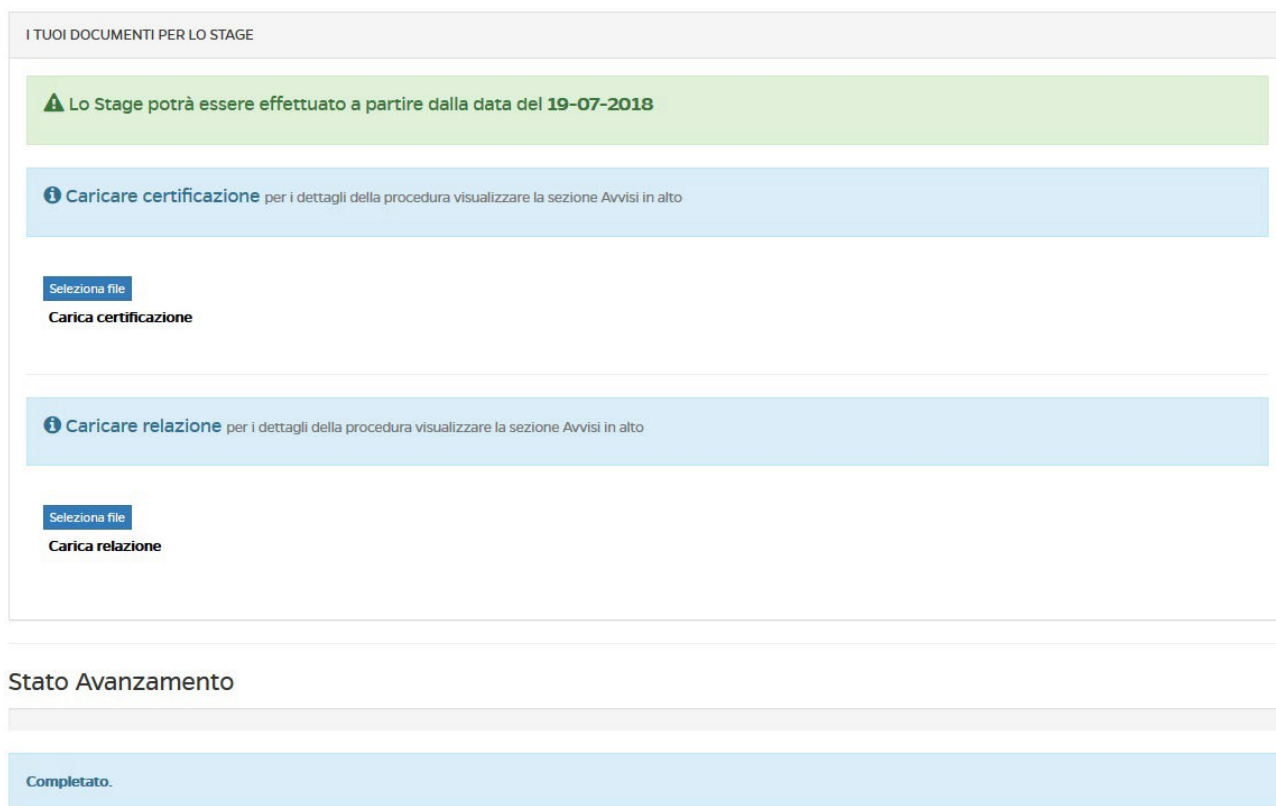 I TUOI DOCUMENTI PER LO STAGE
Lo Stage potrà essere effettuato a partire dalla data del 19-07-2018
Caricare certificazione per i dettagli della procedura visualizzare la sezione Avvisi in alto
Seleziona file
Carica certificazione
Caricare relazione per i dettagli della procedura visualizzare la sezione Avvisi in alto
Seleziona file
Carica relazione
Stato Avanzamento
Completato.